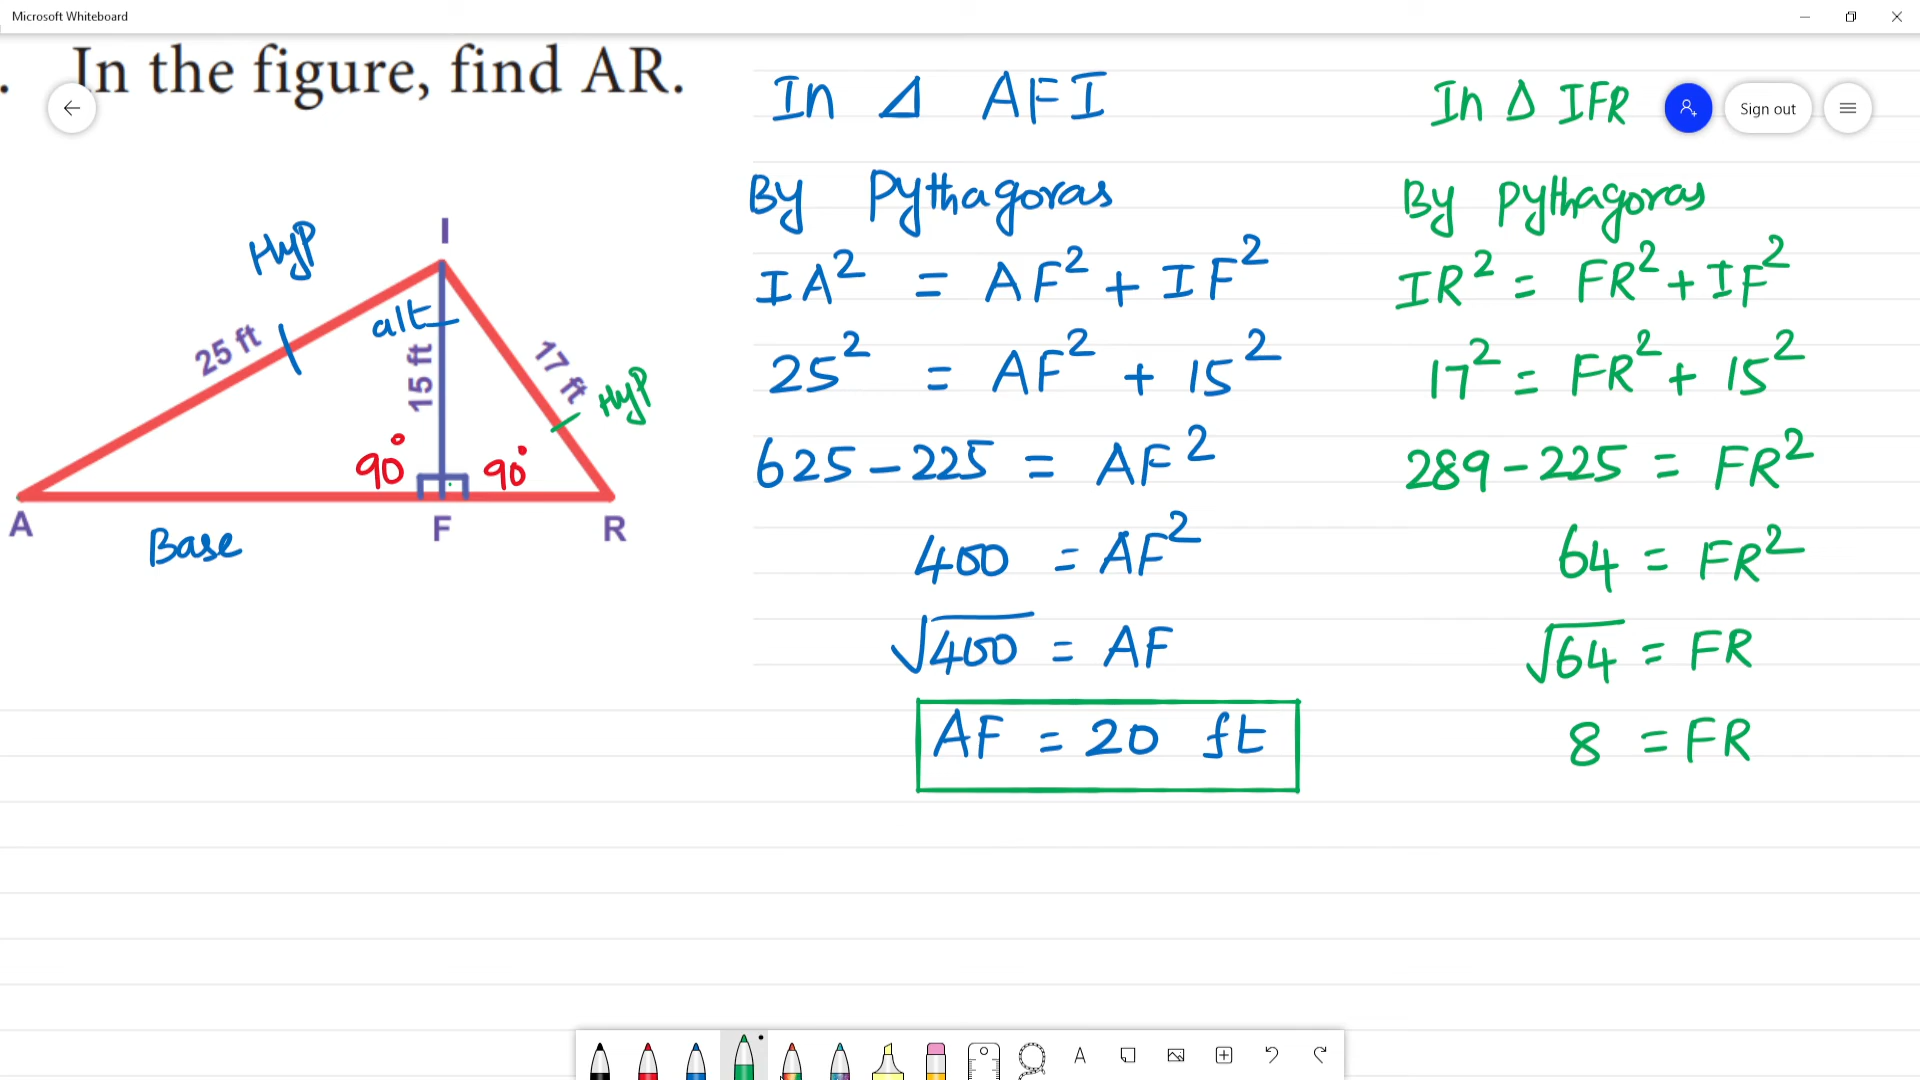 Microsoft Whiteboard
. In the figure, find AR.
Sign out
I
Hyp
alt
25 ft
15 ft
17 ft
Hyp
90°
90°
A
F
R
Base
In Δ AFI
By Pythagoras
IA² = AF² + IF²
25² = AF² + 15²
625 - 225 = AF²
400 = AF²
√400 = AF
AF = 20 ft
In Δ IFR
By Pythagoras
IR² = FR² + IF²
17² = FR² + 15²
289 - 225 = FR²
64 = FR²
√64 = FR
8 = FR
A